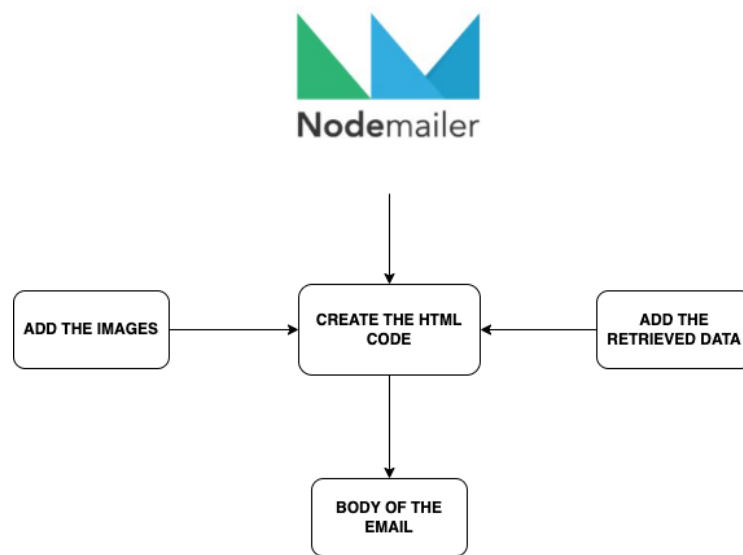 Nodemailer
ADD THE IMAGES
CREATE THE HTML
CODE
ADD THE
RETRIEVED DATA
BODY OF THE
EMAIL